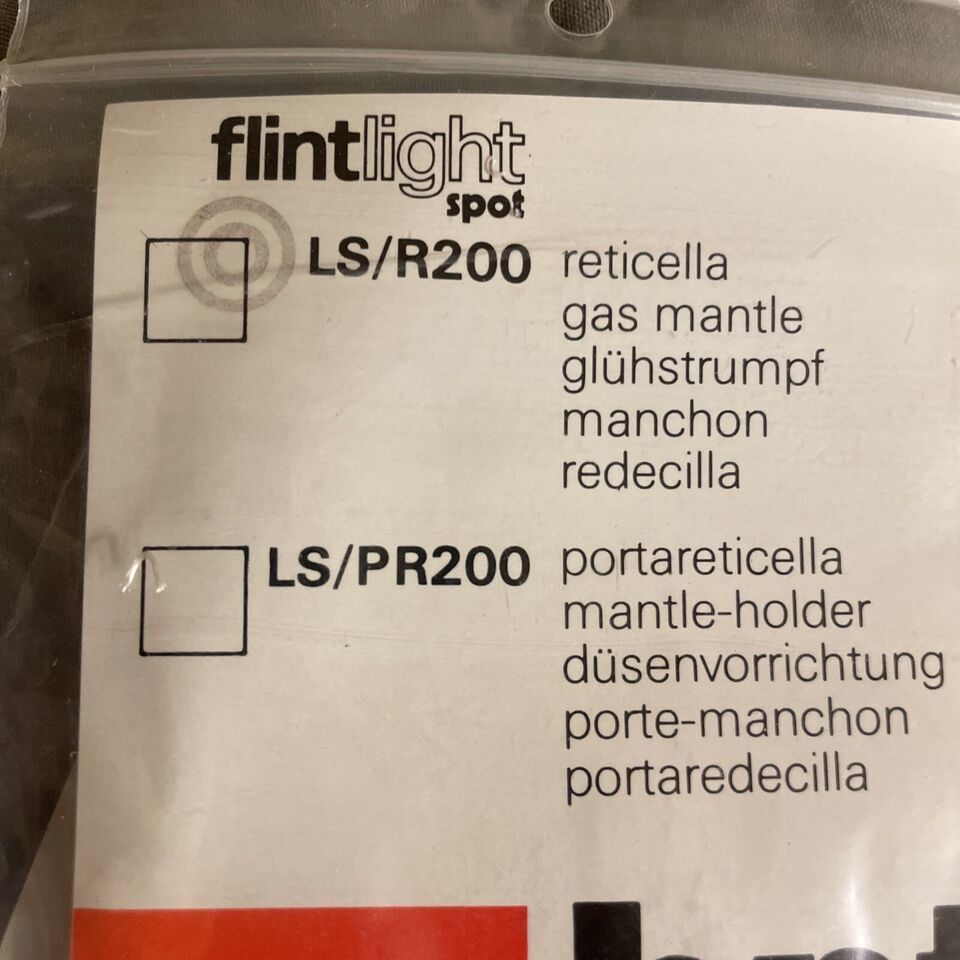 flintlight
spot
LS/R200 reticella
gas mantle
glühstrumpf
manchon
redecilla
LS/PR200 portareticella
mantle-holder
düsenvorrichtung
porte-manchon
portaredecilla